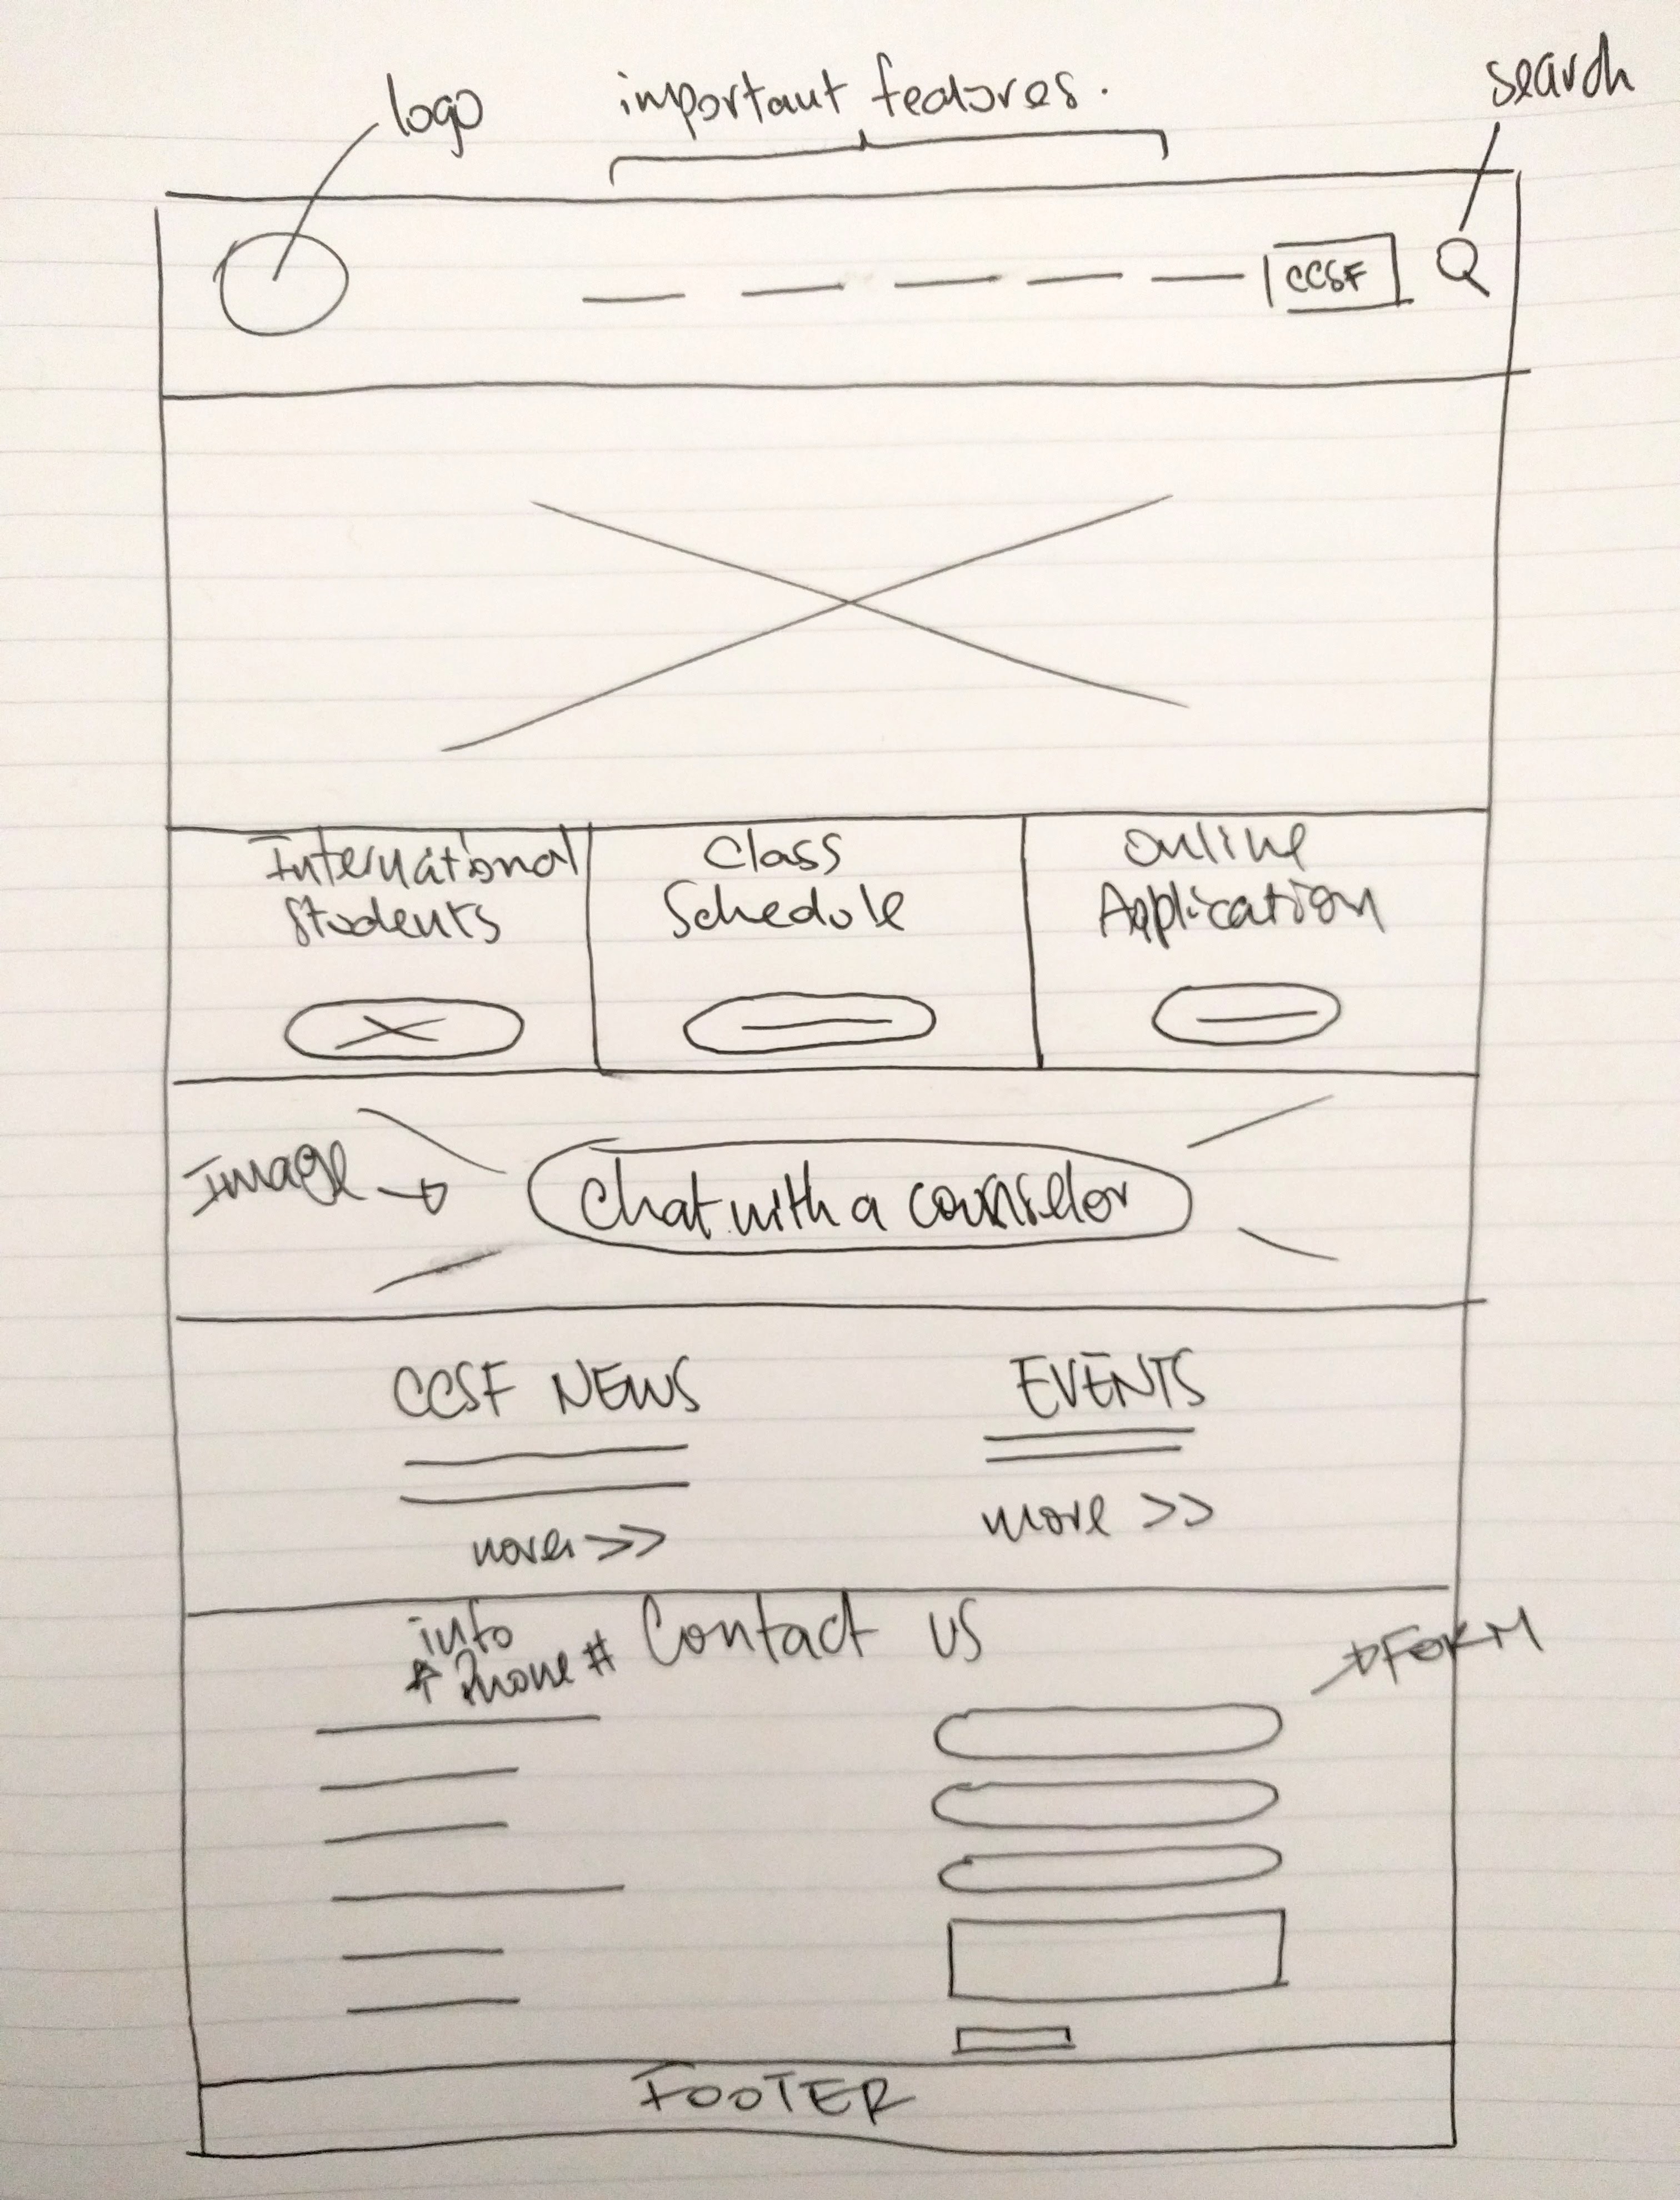 logo
important features.
search
CCSF
International
Students
Class
Schedule
Online
Application
Image
Chat with a counselor
CCSF NEWS
EVENTS
more >>
more >>
info
Phone #
Contact us
FORM
FOOTER